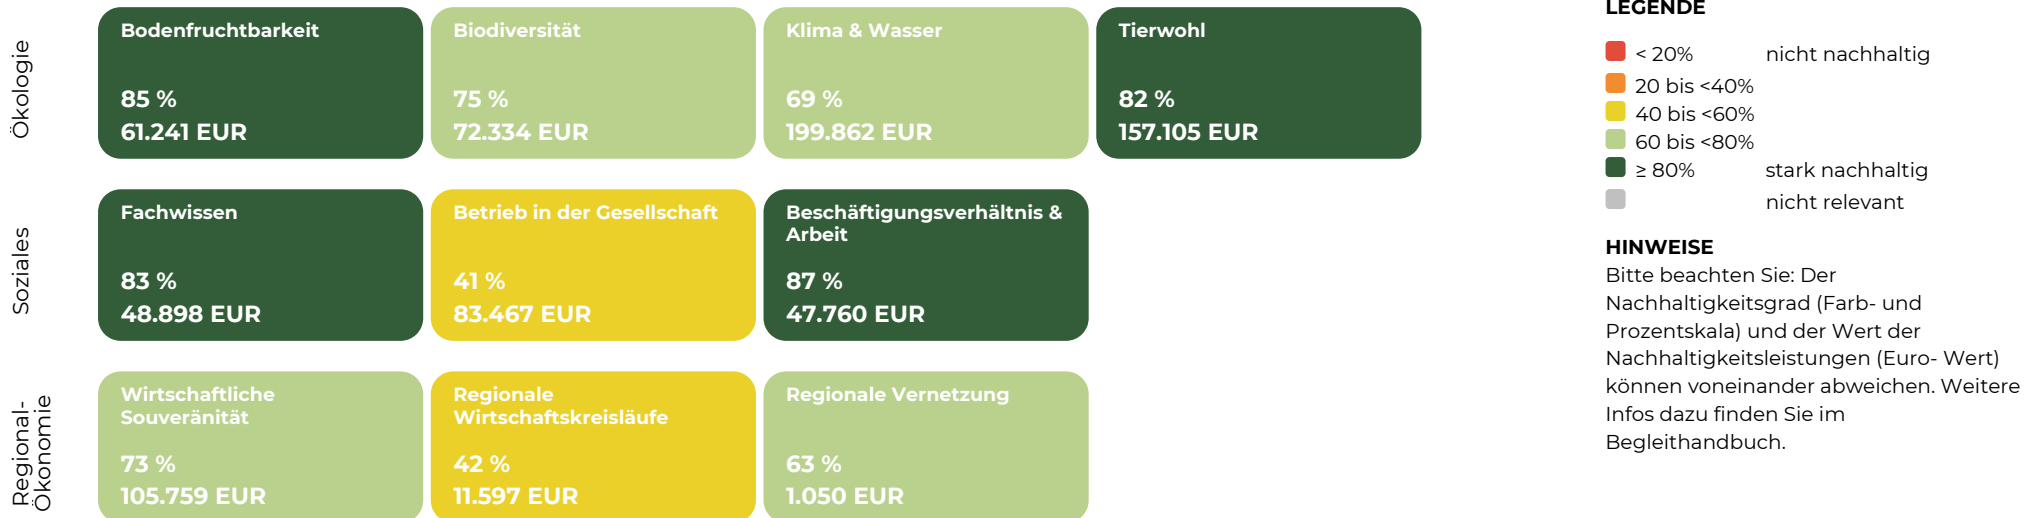 Ökologie
Bodenfruchtbarkeit
85 %
61.241 EUR
Biodiversität
75 %
72.334 EUR
Klima & Wasser
69 %
199.862 EUR
Tierwohl
82 %
157.105 EUR
Soziales
Fachwissen
83 %
48.898 EUR
Betrieb in der Gesellschaft
41 %
83.467 EUR
Beschäftigungsverhältnis &
Arbeit
87 %
47.760 EUR
Regional-
Ökonomie
Wirtschaftliche
Souveränität
73 %
105.759 EUR
Regionale
Wirtschaftskreisläufe
42 %
11.597 EUR
Regionale Vernetzung
63 %
1.050 EUR
LEGENDE
< 20% nicht nachhaltig
20 bis <40%
40 bis <60%
60 bis <80%
≥ 80% stark nachhaltig
nicht relevant
HINWEISE
Bitte beachten Sie: Der
Nachhaltigkeitsgrad (Farb- und
Prozentskala) und der Wert der
Nachhaltigkeitsleistungen (Euro- Wert)
können voneinander abweichen. Weitere
Infos dazu finden Sie im
Begleithandbuch.